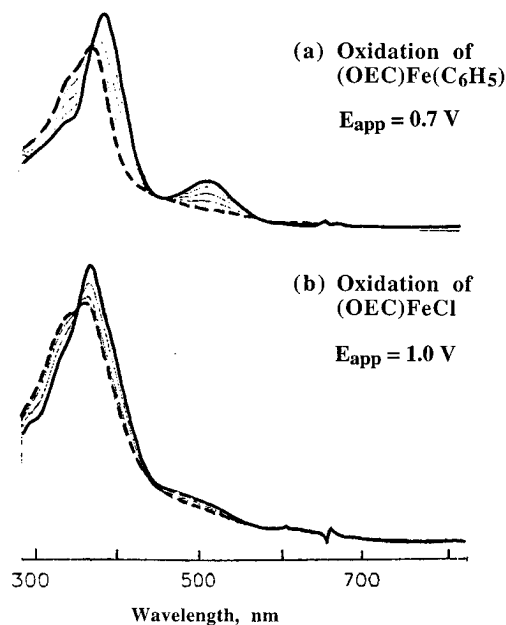 (a) Oxidation of
(OEC)Fe(C₆H₅)
Eapp = 0.7 V
(b) Oxidation of
(OEC)FeCl
Eapp = 1.0 V
300 500 700
Wavelength, nm